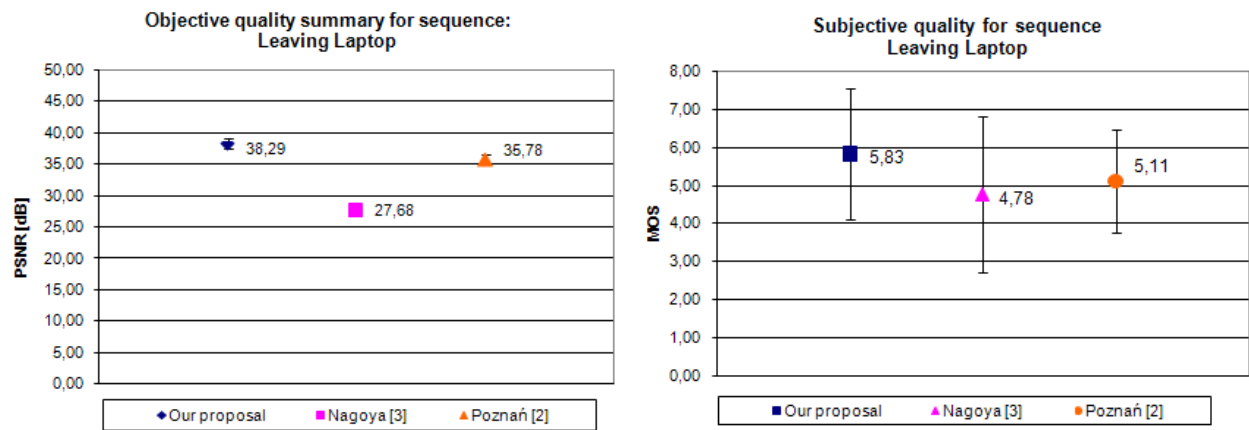 Objective quality summary for sequence:
Leaving Laptop
PSNR [dB]
50,00
45,00
40,00
35,00
30,00
25,00
20,00
15,00
10,00
5,00
0,00
38,29
27,68
35,78
Our proposal
Nagoya [3]
Poznań [2]
Subjective quality for sequence
Leaving Laptop
MOS
8,00
7,00
6,00
5,00
4,00
3,00
2,00
1,00
0,00
5,83
4,78
5,11
Our proposal
Nagoya [3]
Poznań [2]